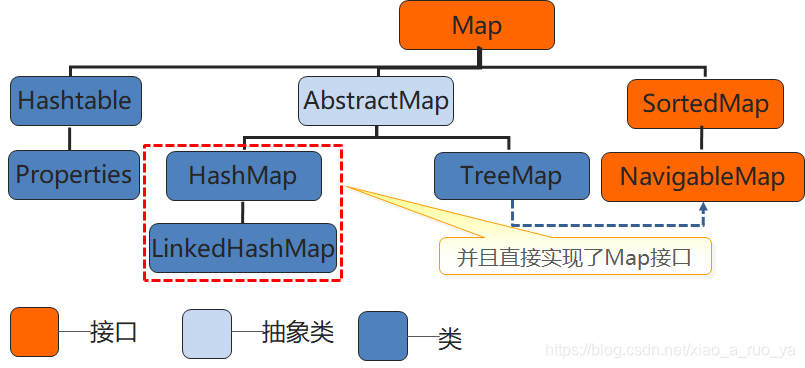 Map
Hashtable
AbstractMap
SortedMap
Properties
HashMap
TreeMap
NavigableMap
LinkedHashMap
并且直接实现了Map接口
接口
抽象类
类
https://blog.csdn.net/xiao_a_ruo_ya